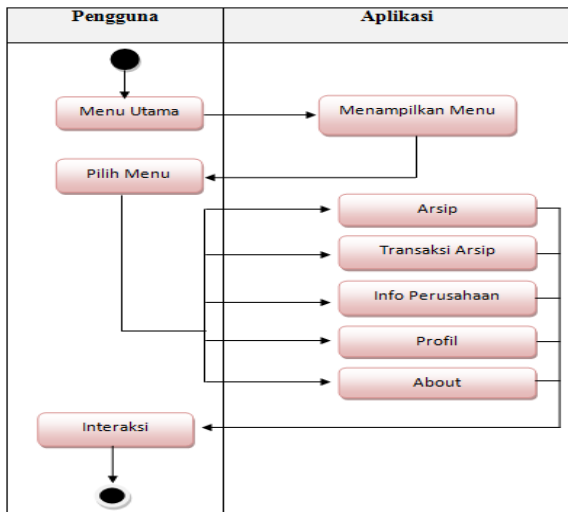 Pengguna
Aplikasi
Menu Utama
Menampilkan Menu
Pilih Menu
Arsip
Transaksi Arsip
Info Perusahaan
Profil
About
Interaksi